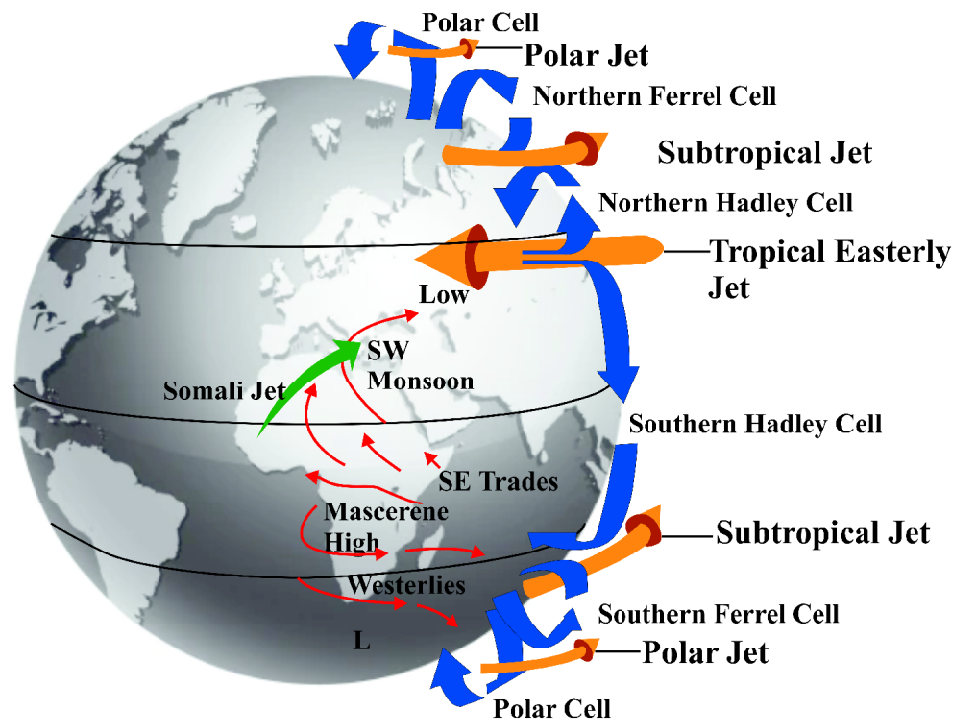 Polar Cell
Polar Jet
Northern Ferrel Cell
Subtropical Jet
Northern Hadley Cell
Tropical Easterly
Jet
Low
SW
Monsoon
Somali Jet
Southern Hadley Cell
SE Trades
Mascerene
High
Subtropical Jet
Westerlies
Southern Ferrel Cell
L
Polar Jet
Polar Cell